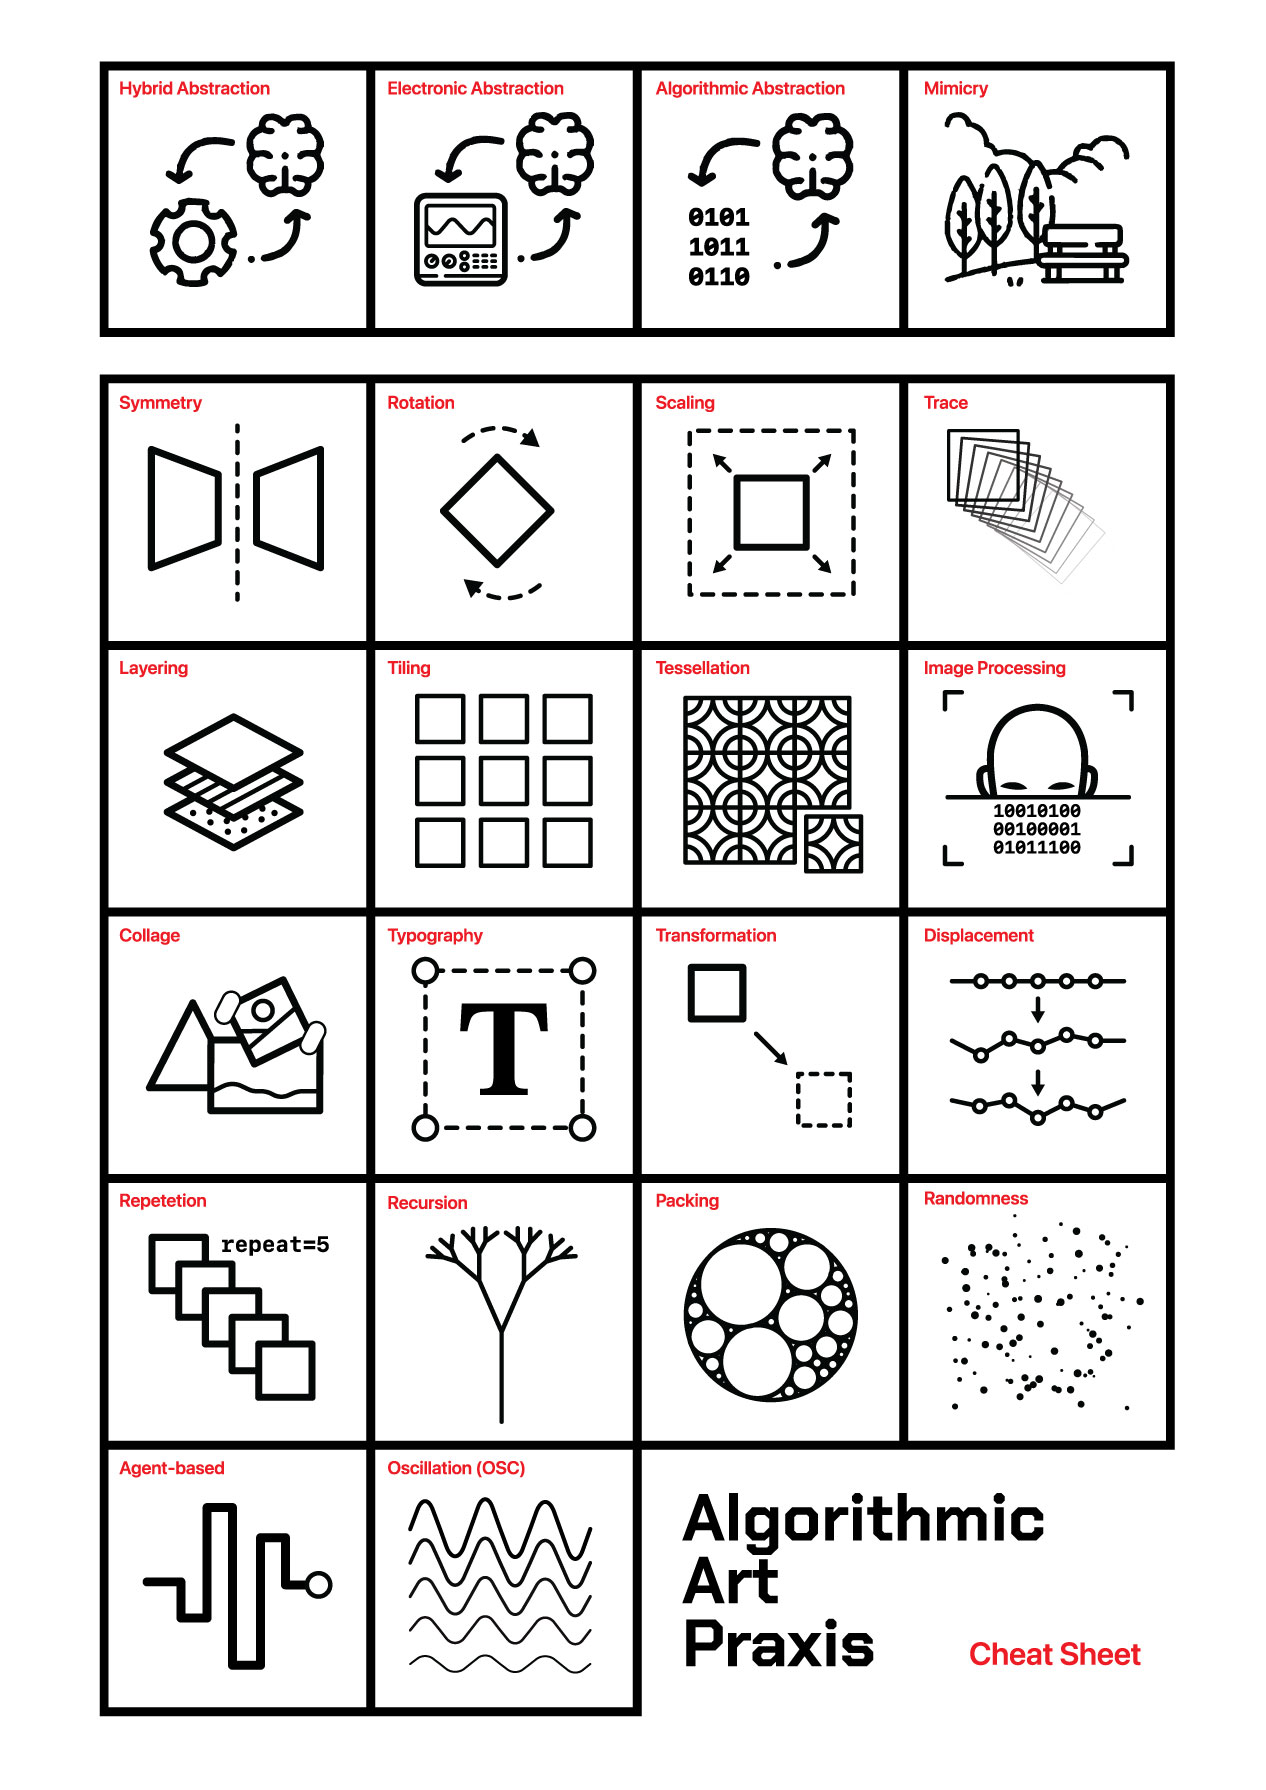 Hybrid Abstraction
Electronic Abstraction
Algorithmic Abstraction
Mimicry
0101
1011
0110
Symmetry
Rotation
Scaling
Trace
Layering
Tiling
Tessellation
Image Processing
10010100
00100001
01011100
Collage
Typography
Transformation
Displacement
T
Repetetion
Recursion
Packing
Randomness
repeat=5
Agent-based
Oscillation (OSC)
Algorithmic
Art
Praxis
Cheat Sheet